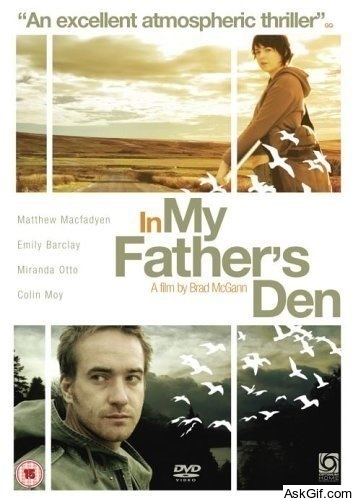 “An excellent atmospheric thriller” GQ
Matthew Macfadyen
Emily Barclay
Miranda Otto
Colin Moy
In My
Father's
A film by Brad McGann
Den
15
DVD
VIDEO
AskGif.com